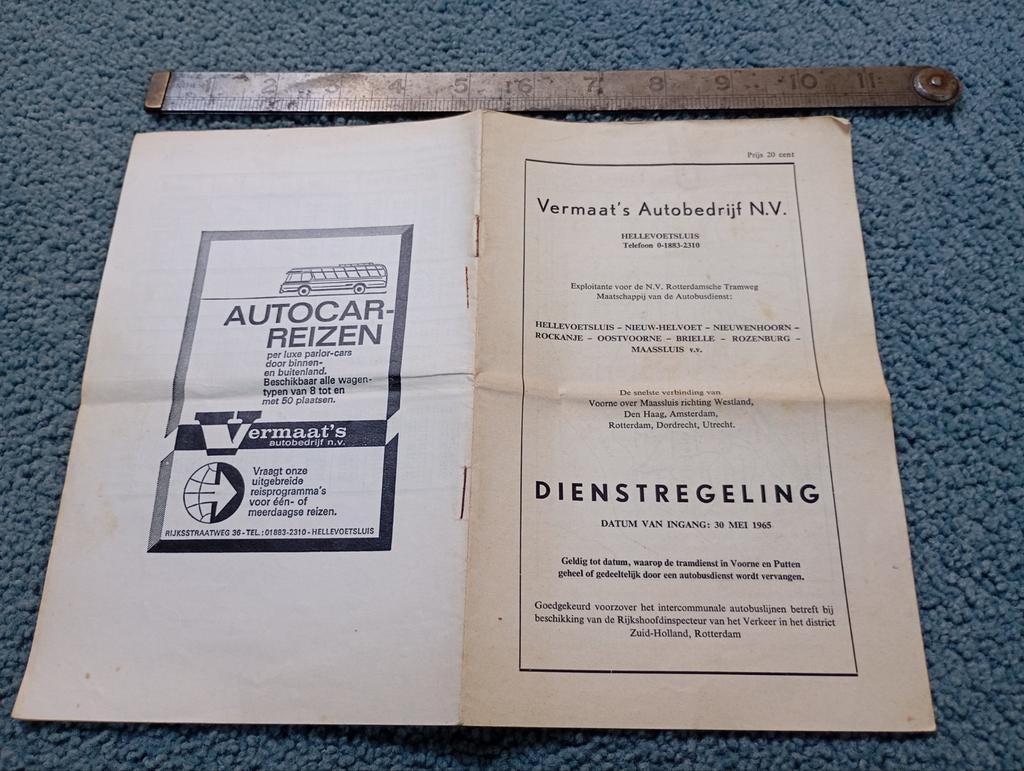 1 2 3 4 5 6 7 8 9 10 11
AUTOCAR-
REIZEN
per luxe parlor-cars
door binnen-
en buitenland.
Beschikbaar alle wagen-
typen van 8 tot en
met 50 plaatsen.
Vermaat's
autobedrijf n.v.
Vraagt onze
uitgebreide
reisprogramma's
voor één- of
meerdaagse reizen.
RIJKSSTRAATWEG 36 - TEL.: 01883-2310 - HELLEVOETSLUIS
Prijs 20 cent
Vermaat's Autobedrijf N.V.
HELLEVOETSLUIS
Telefoon 0-1883-2310
Exploitante voor de N.V. Rotterdamsche Tramweg
Maatschappij van de Autobusdienst:
HELLEVOETSLUIS – NIEUW-HELVOET – NIEUWENHOORN –
ROCKANJE – OOSTVOORNE – BRIELLE – ROZENBURG –
MAASSLUIS v.v.
De snelste verbinding van
Voorne over Maassluis richting Westland,
Den Haag, Amsterdam,
Rotterdam, Dordrecht, Utrecht.
DIENSTREGELING
DATUM VAN INGANG: 30 MEI 1965
Geldig tot datum, waarop de tramdienst in Voorne en Putten
geheel of gedeeltelijk door een autobusdienst wordt vervangen.
Goedgekeurd voorzover het intercommunale autobuslijnen betreft bij
beschikking van de Rijkshoofdinspecteur van het Verkeer in het district
Zuid-Holland, Rotterdam